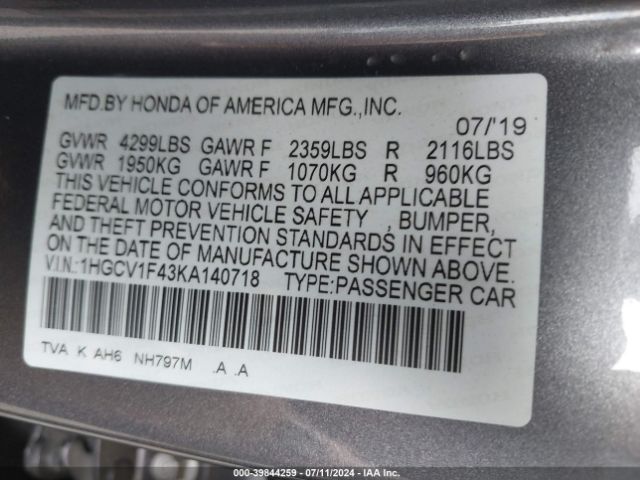 MFD.BY HONDA OF AMERICA MFG.,INC.
07/'19
GVWR 4299LBS GAWR F 2359LBS R 2116LBS
GVWR 1950KG GAWR F 1070KG R 960KG
THIS VEHICLE CONFORMS TO ALL APPLICABLE
FEDERAL MOTOR VEHICLE SAFETY , BUMPER,
AND THEFT PREVENTION STANDARDS IN EFFECT
ON THE DATE OF MANUFACTURE SHOWN ABOVE.
V.I.N.:1HGCV1F43KA140718 TYPE:PASSENGER CAR
TVA K AH6 NH797M .A .A
000-39844259 - 07/11/2024 - IAA Inc.